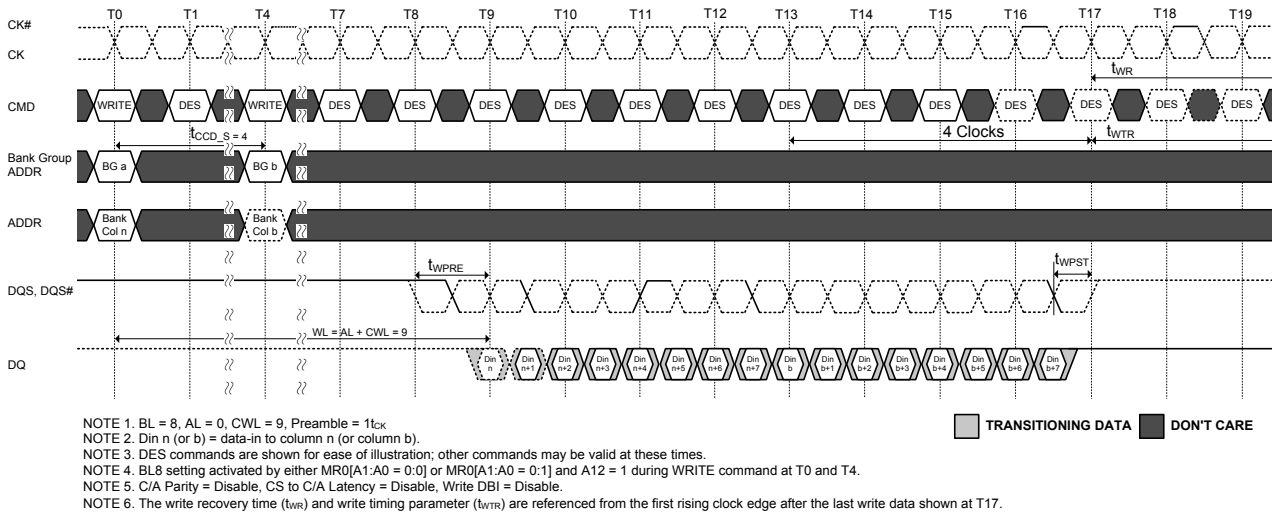 T0 T1 T4 T7 T8 T9 T10 T11 T12 T13 T14 T15 T16 T17 T18 T19
CK#
CK
tWR
CMD WRITE DES WRITE DES DES DES DES DES DES DES DES DES DES DES DES DES
tCCD_S = 4
4 Clocks
tWTR
Bank Group
ADDR
BG a BG b
ADDR
Bank Col n
Bank Col b
tWPRE tWPST
DQS, DQS#
WL = AL + CWL = 9
DQ
Din n Din n+1 Din n+2 Din n+3 Din n+4 Din n+5 Din n+6 Din n+7 Din b Din b+1 Din b+2 Din b+3 Din b+4 Din b+5 Din b+6 Din b+7
NOTE 1. BL = 8, AL = 0, CWL = 9, Preamble = 1tCK
NOTE 2. Din n (or b) = data-in to column n (or column b).
NOTE 3. DES commands are shown for ease of illustration; other commands may be valid at these times.
NOTE 4. BL8 setting activated by either MR0[A1:A0 = 0:0] or MR0[A1:A0 = 0:1] and A12 = 1 during WRITE command at T0 and T4.
NOTE 5. C/A Parity = Disable, CS to C/A Latency = Disable, Write DBI = Disable.
NOTE 6. The write recovery time (tWR) and write timing parameter (tWTR) are referenced from the first rising clock edge after the last write data shown at T17.
TRANSITIONING DATA
DON'T CARE